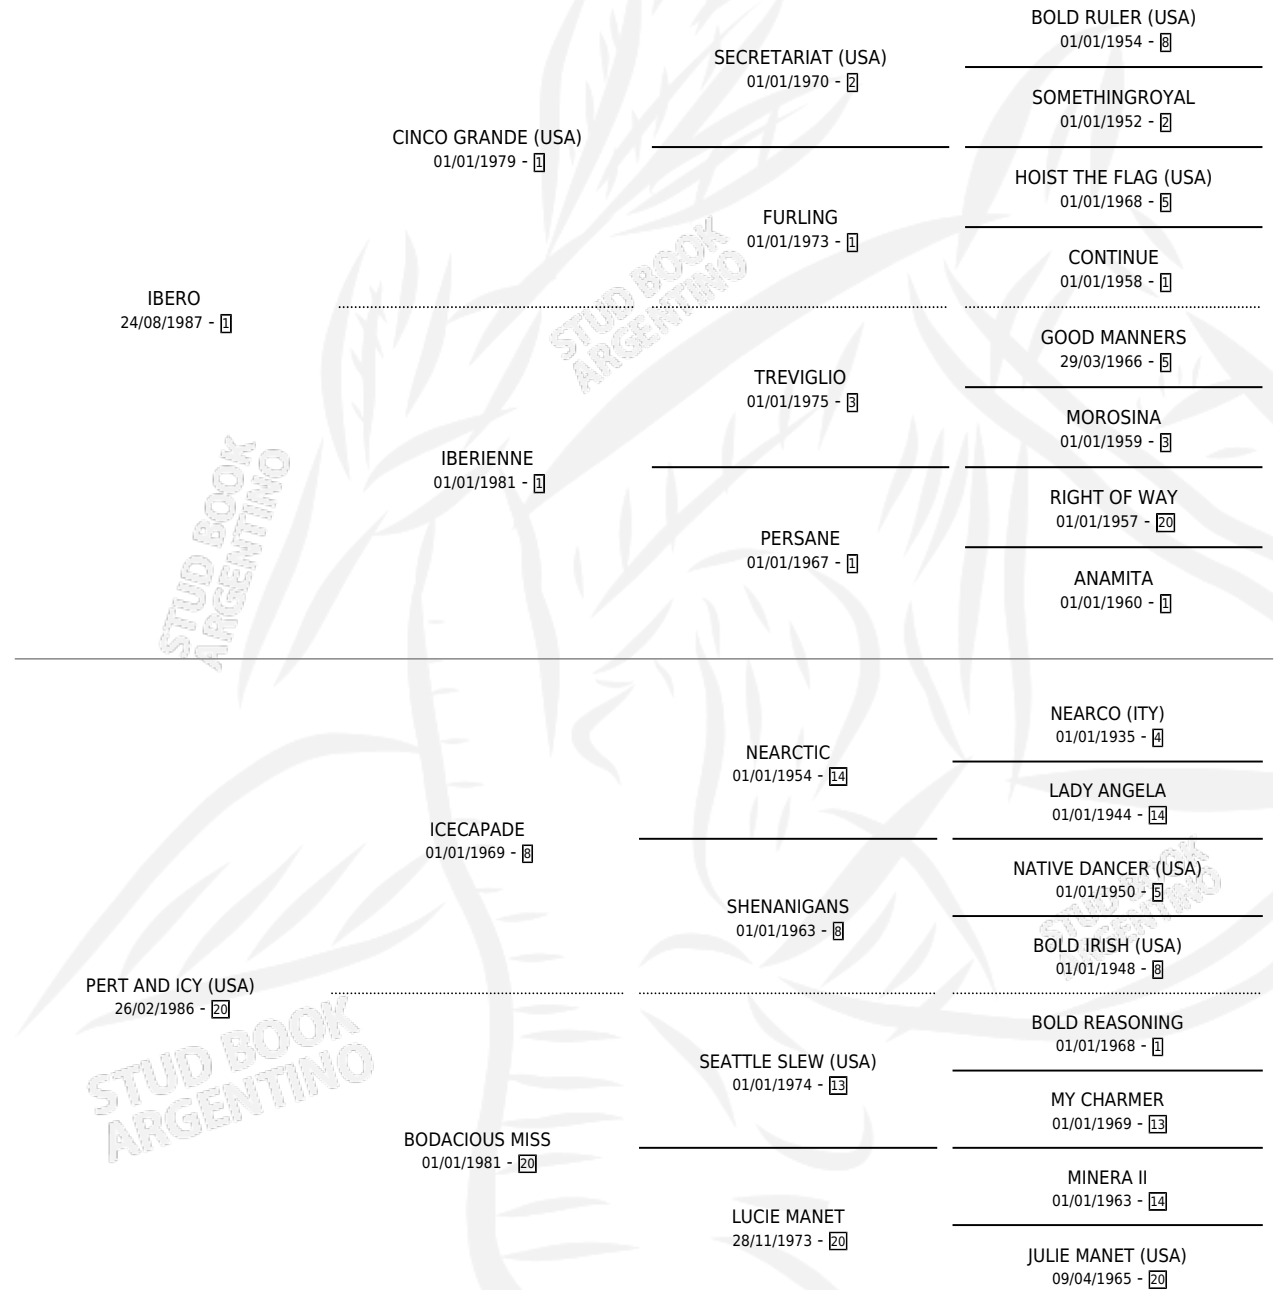 BOLD RULER (USA)
01/01/1954 - 8
SECRETARIAT (USA)
01/01/1970 - 2
SOMETHINGROYAL
01/01/1952 - 2
CINCO GRANDE (USA)
01/01/1979 - 1
HOIST THE FLAG (USA)
01/01/1968 - 5
FURLING
01/01/1973 - 1
CONTINUE
01/01/1958 - 1
IBERO
24/08/1987 - 1
GOOD MANNERS
29/03/1966 - 5
TREVIGLIO
01/01/1975 - 3
MOROSINA
01/01/1959 - 3
IBERIENNE
01/01/1981 - 1
RIGHT OF WAY
01/01/1957 - 20
PERSANE
01/01/1967 - 1
ANAMITA
01/01/1960 - 1
STUD BOOK
ARGENTINO
STUD BOOK
ARGENTINO
NEARCO (ITY)
01/01/1935 - 4
NEARCTIC
01/01/1954 - 14
LADY ANGELA
01/01/1944 - 14
ICECAPADE
01/01/1969 - 8
NATIVE DANCER (USA)
01/01/1950 - 5
SHENANIGANS
01/01/1963 - 8
BOLD IRISH (USA)
01/01/1948 - 8
STUD BOOK
ARGENTINO
PERT AND ICY (USA)
26/02/1986 - 20
BOLD REASONING
01/01/1968 - 1
SEATTLE SLEW (USA)
01/01/1974 - 13
MY CHARMER
01/01/1969 - 13
STUD BOOK
ARGENTINO
BODACIOUS MISS
01/01/1981 - 20
MINERA II
01/01/1963 - 14
LUCIE MANET
28/11/1973 - 20
JULIE MANET (USA)
09/04/1965 - 20